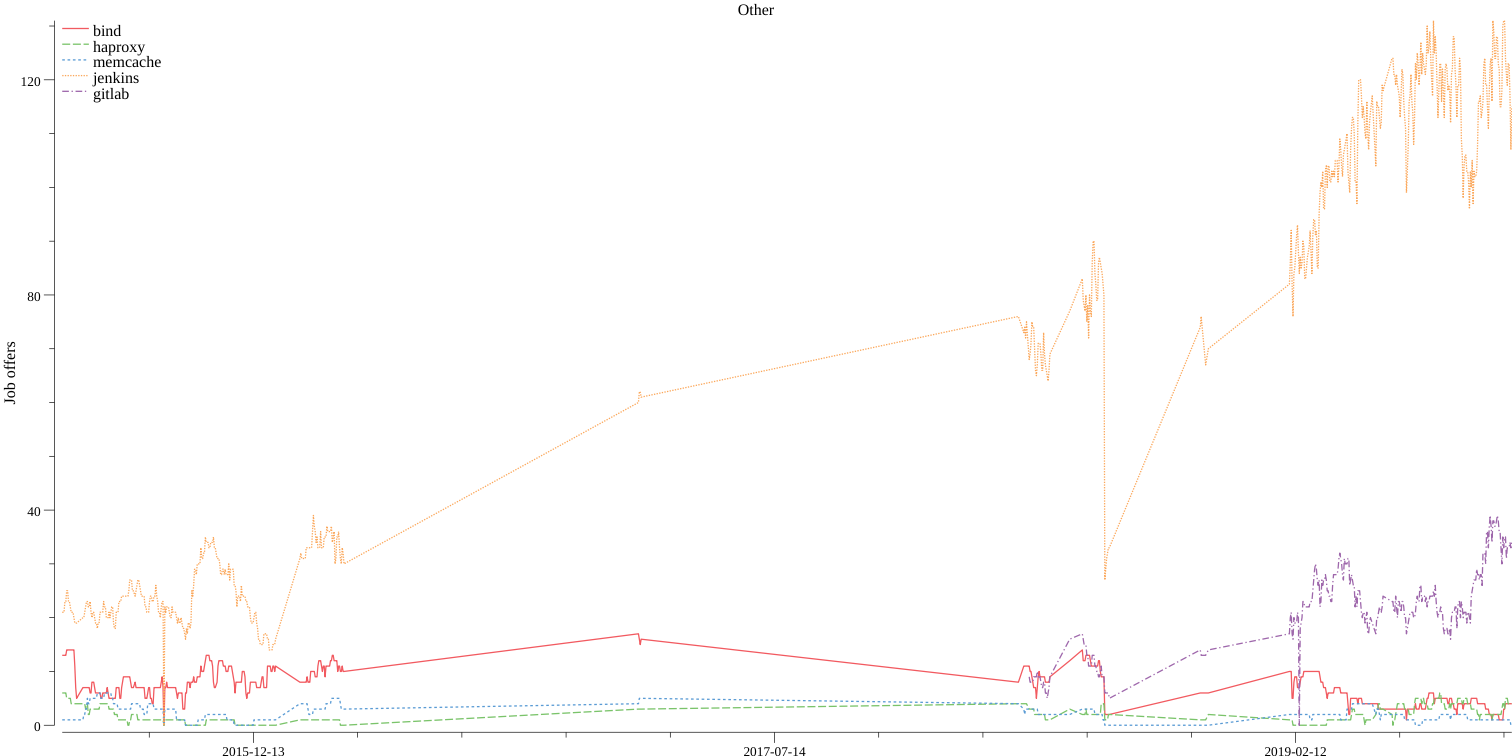 Other
bind
haproxy
memcache
jenkins
gitlab
120
80
40
0
Job offers
2015-12-13
2017-07-14
2019-02-12